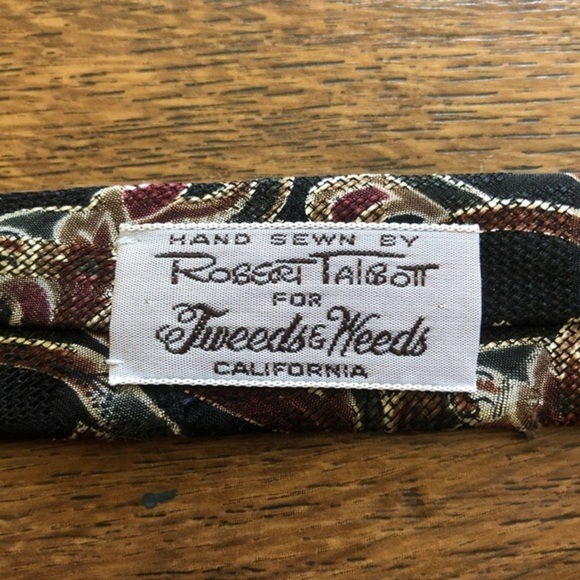 HAND SEWN BY
ROBERT TALBOTT
FOR
Tweeds & Weeds
CALIFORNIA